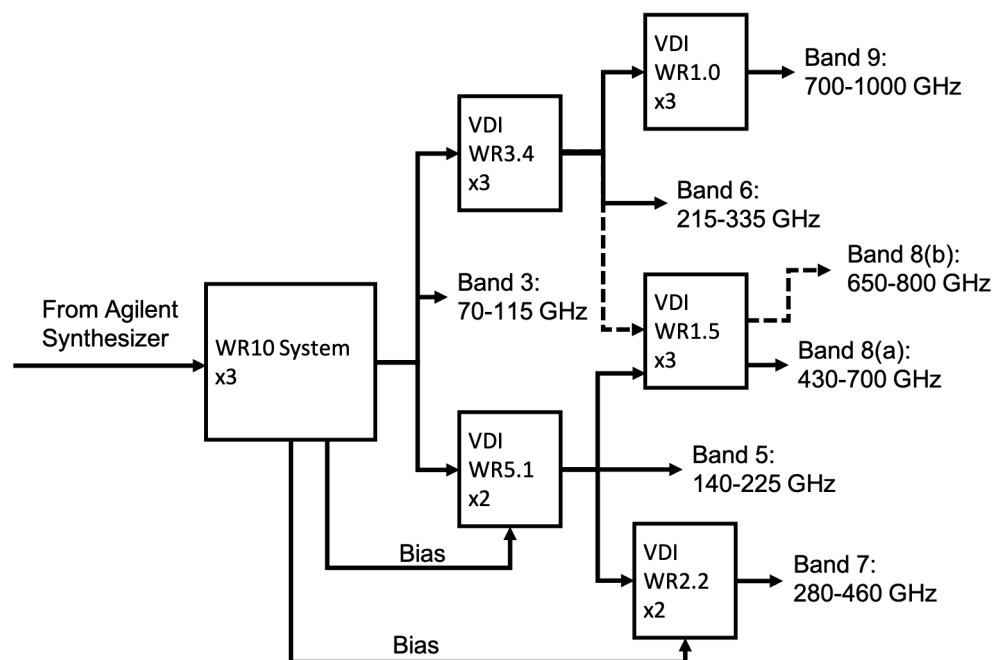 VDI
WR1.0
x3
Band 9:
700-1000 GHz
VDI
WR3.4
x3
Band 6:
215-335 GHz
Band 8(b):
650-800 GHz
Band 3:
70-115 GHz
From Agilent
Synthesizer
WR10 System
x3
VDI
WR1.5
x3
Band 8(a):
430-700 GHz
VDI
WR5.1
x2
Band 5:
140-225 GHz
Bias
VDI
WR2.2
x2
Band 7:
280-460 GHz
Bias